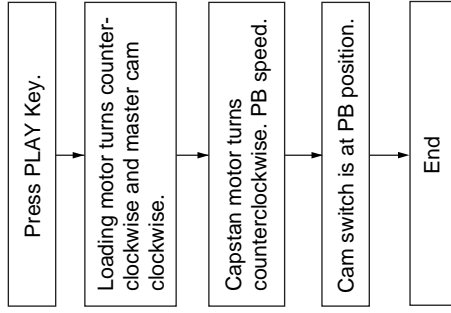 Press PLAY Key.
Loading motor turns counter-
clockwise and master cam
clockwise.
Capstan motor turns
counterclockwise. PB speed.
Cam switch is at PB position.
End